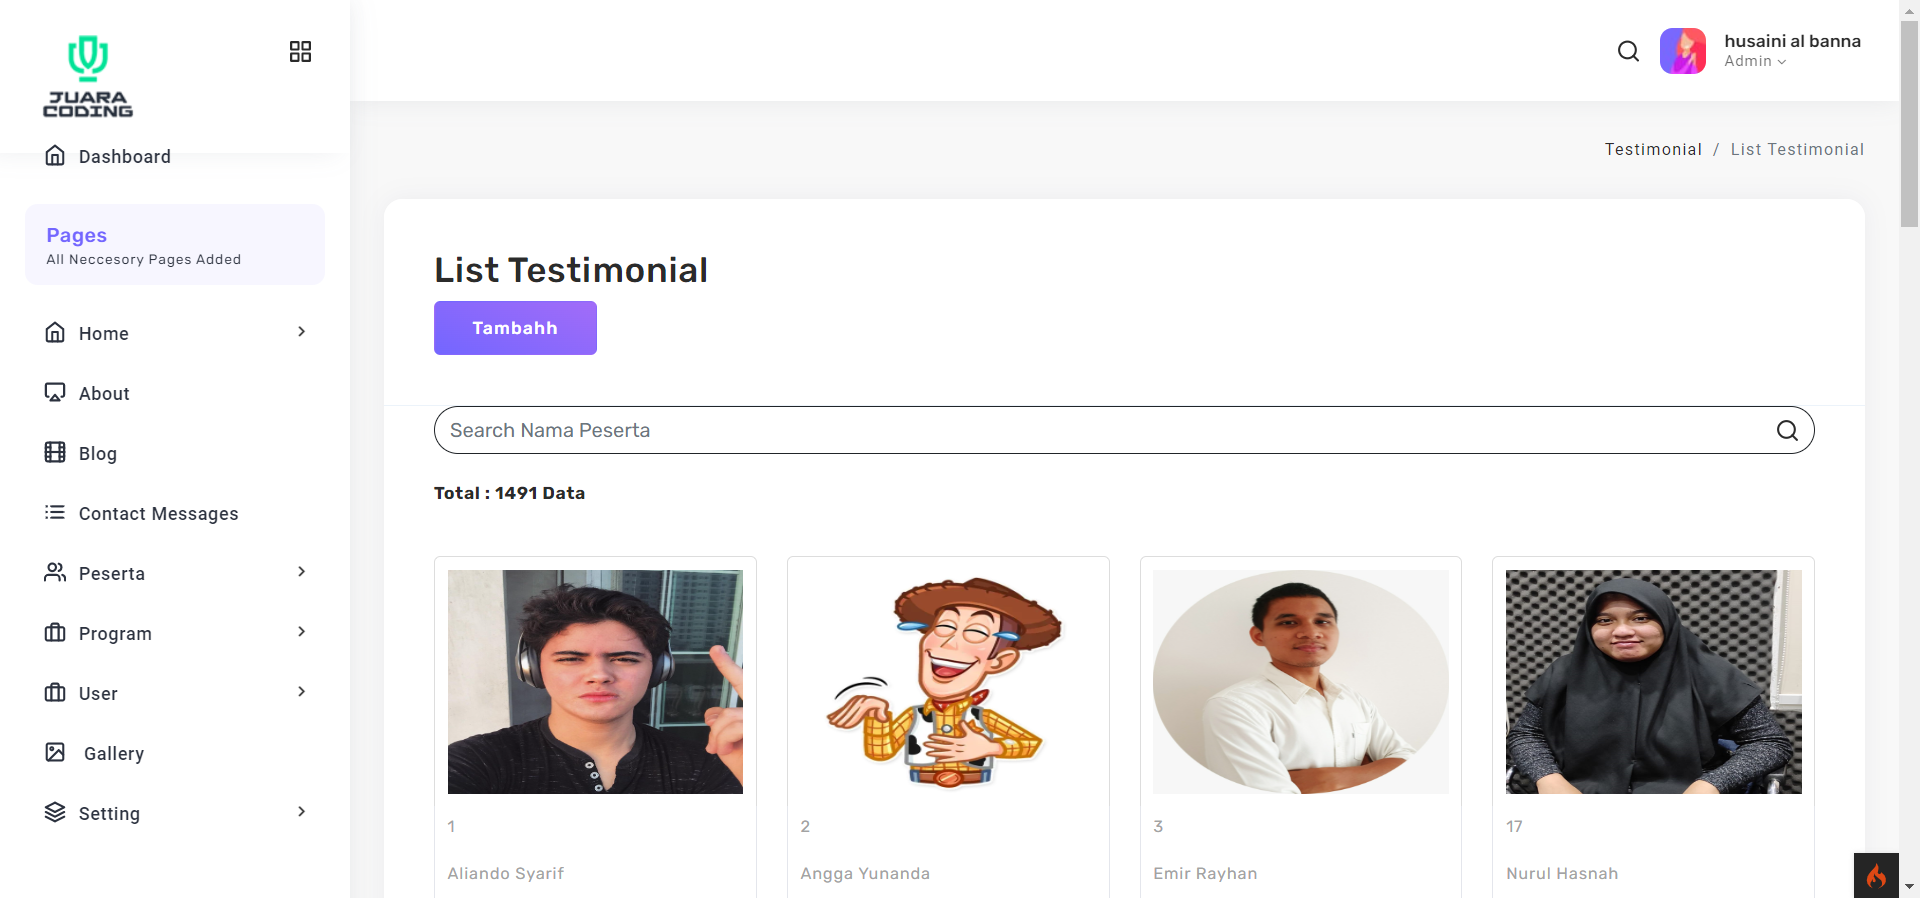 JUARA
CODING
husaini al banna
Admin
Dashboard
Testimonial / List Testimonial
Pages
All Neccesory Pages Added
List Testimonial
Tambahh
Home
About
Search Nama Peserta
Blog
Total : 1491 Data
Contact Messages
Peserta
Program
User
Gallery
Setting
1
2
3
17
Aliando Syarif
Angga Yunanda
Emir Rayhan
Nurul Hasnah